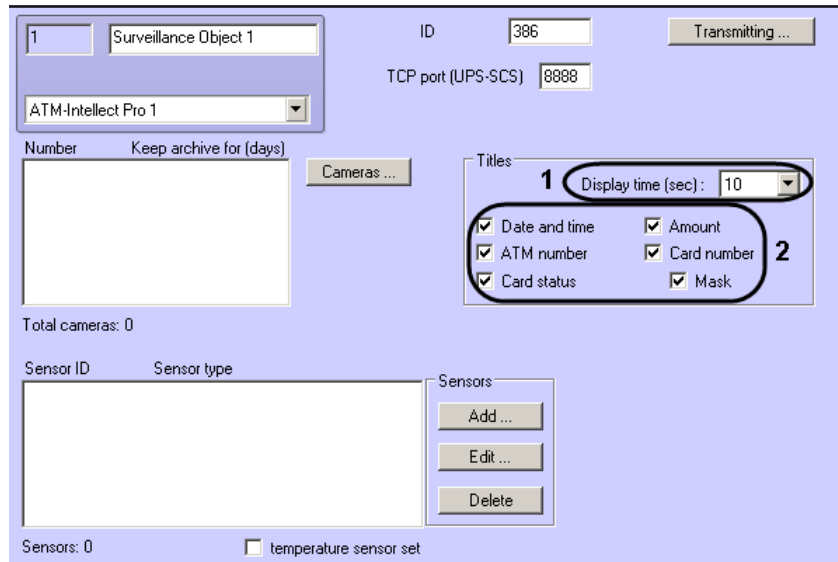 1 Surveillance Object 1 ID 386 Transmitting ...
TCP port (UPS-SCS) 8888
ATM-Intellect Pro 1
Number Keep archive for (days)
Cameras ...
Titles
1 Display time (sec) : 10
Date and time Amount
ATM number Card number 2
Card status Mask
Total cameras: 0
Sensor ID Sensor type
Sensors
Add ...
Edit ...
Delete
Sensors: 0 temperature sensor set